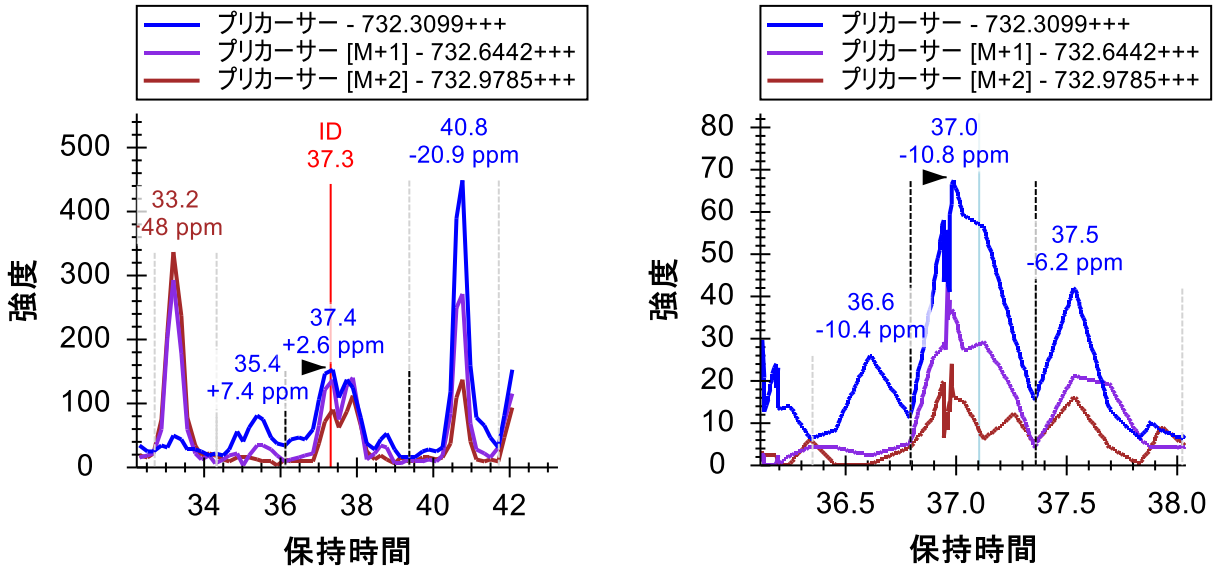 プリカーサー - 732.3099+++
プリカーサー [M+1] - 732.6442+++
プリカーサー [M+2] - 732.9785+++
強度
500
400
300
200
100
0
34
36
38
40
42
保持時間
33.2
-48 ppm
35.4
+7.4 ppm
ID
37.3
37.4
+2.6 ppm
40.8
-20.9 ppm
プリカーサー - 732.3099+++
プリカーサー [M+1] - 732.6442+++
プリカーサー [M+2] - 732.9785+++
強度
80
70
60
50
40
30
20
10
0
36.5
37.0
37.5
38.0
保持時間
36.6
-10.4 ppm
37.0
-10.8 ppm
37.5
-6.2 ppm